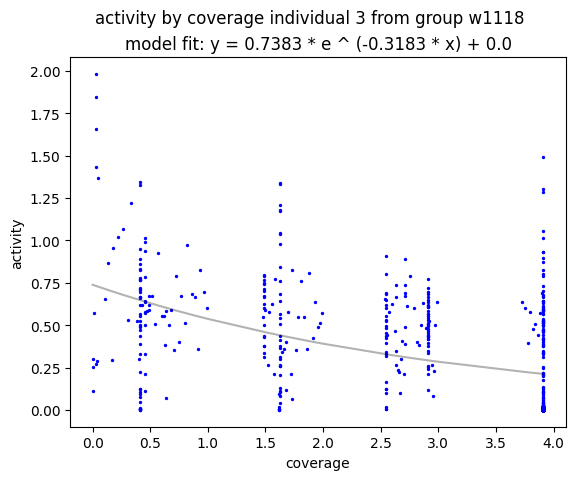 activity by coverage individual 3 from group w1118
model fit: y = 0.7383 * e ^ (-0.3183 * x) + 0.0
2.00
1.75
1.50
1.25
1.00
0.75
0.50
0.25
0.00
activity
0.0 0.5 1.0 1.5 2.0 2.5 3.0 3.5 4.0
coverage